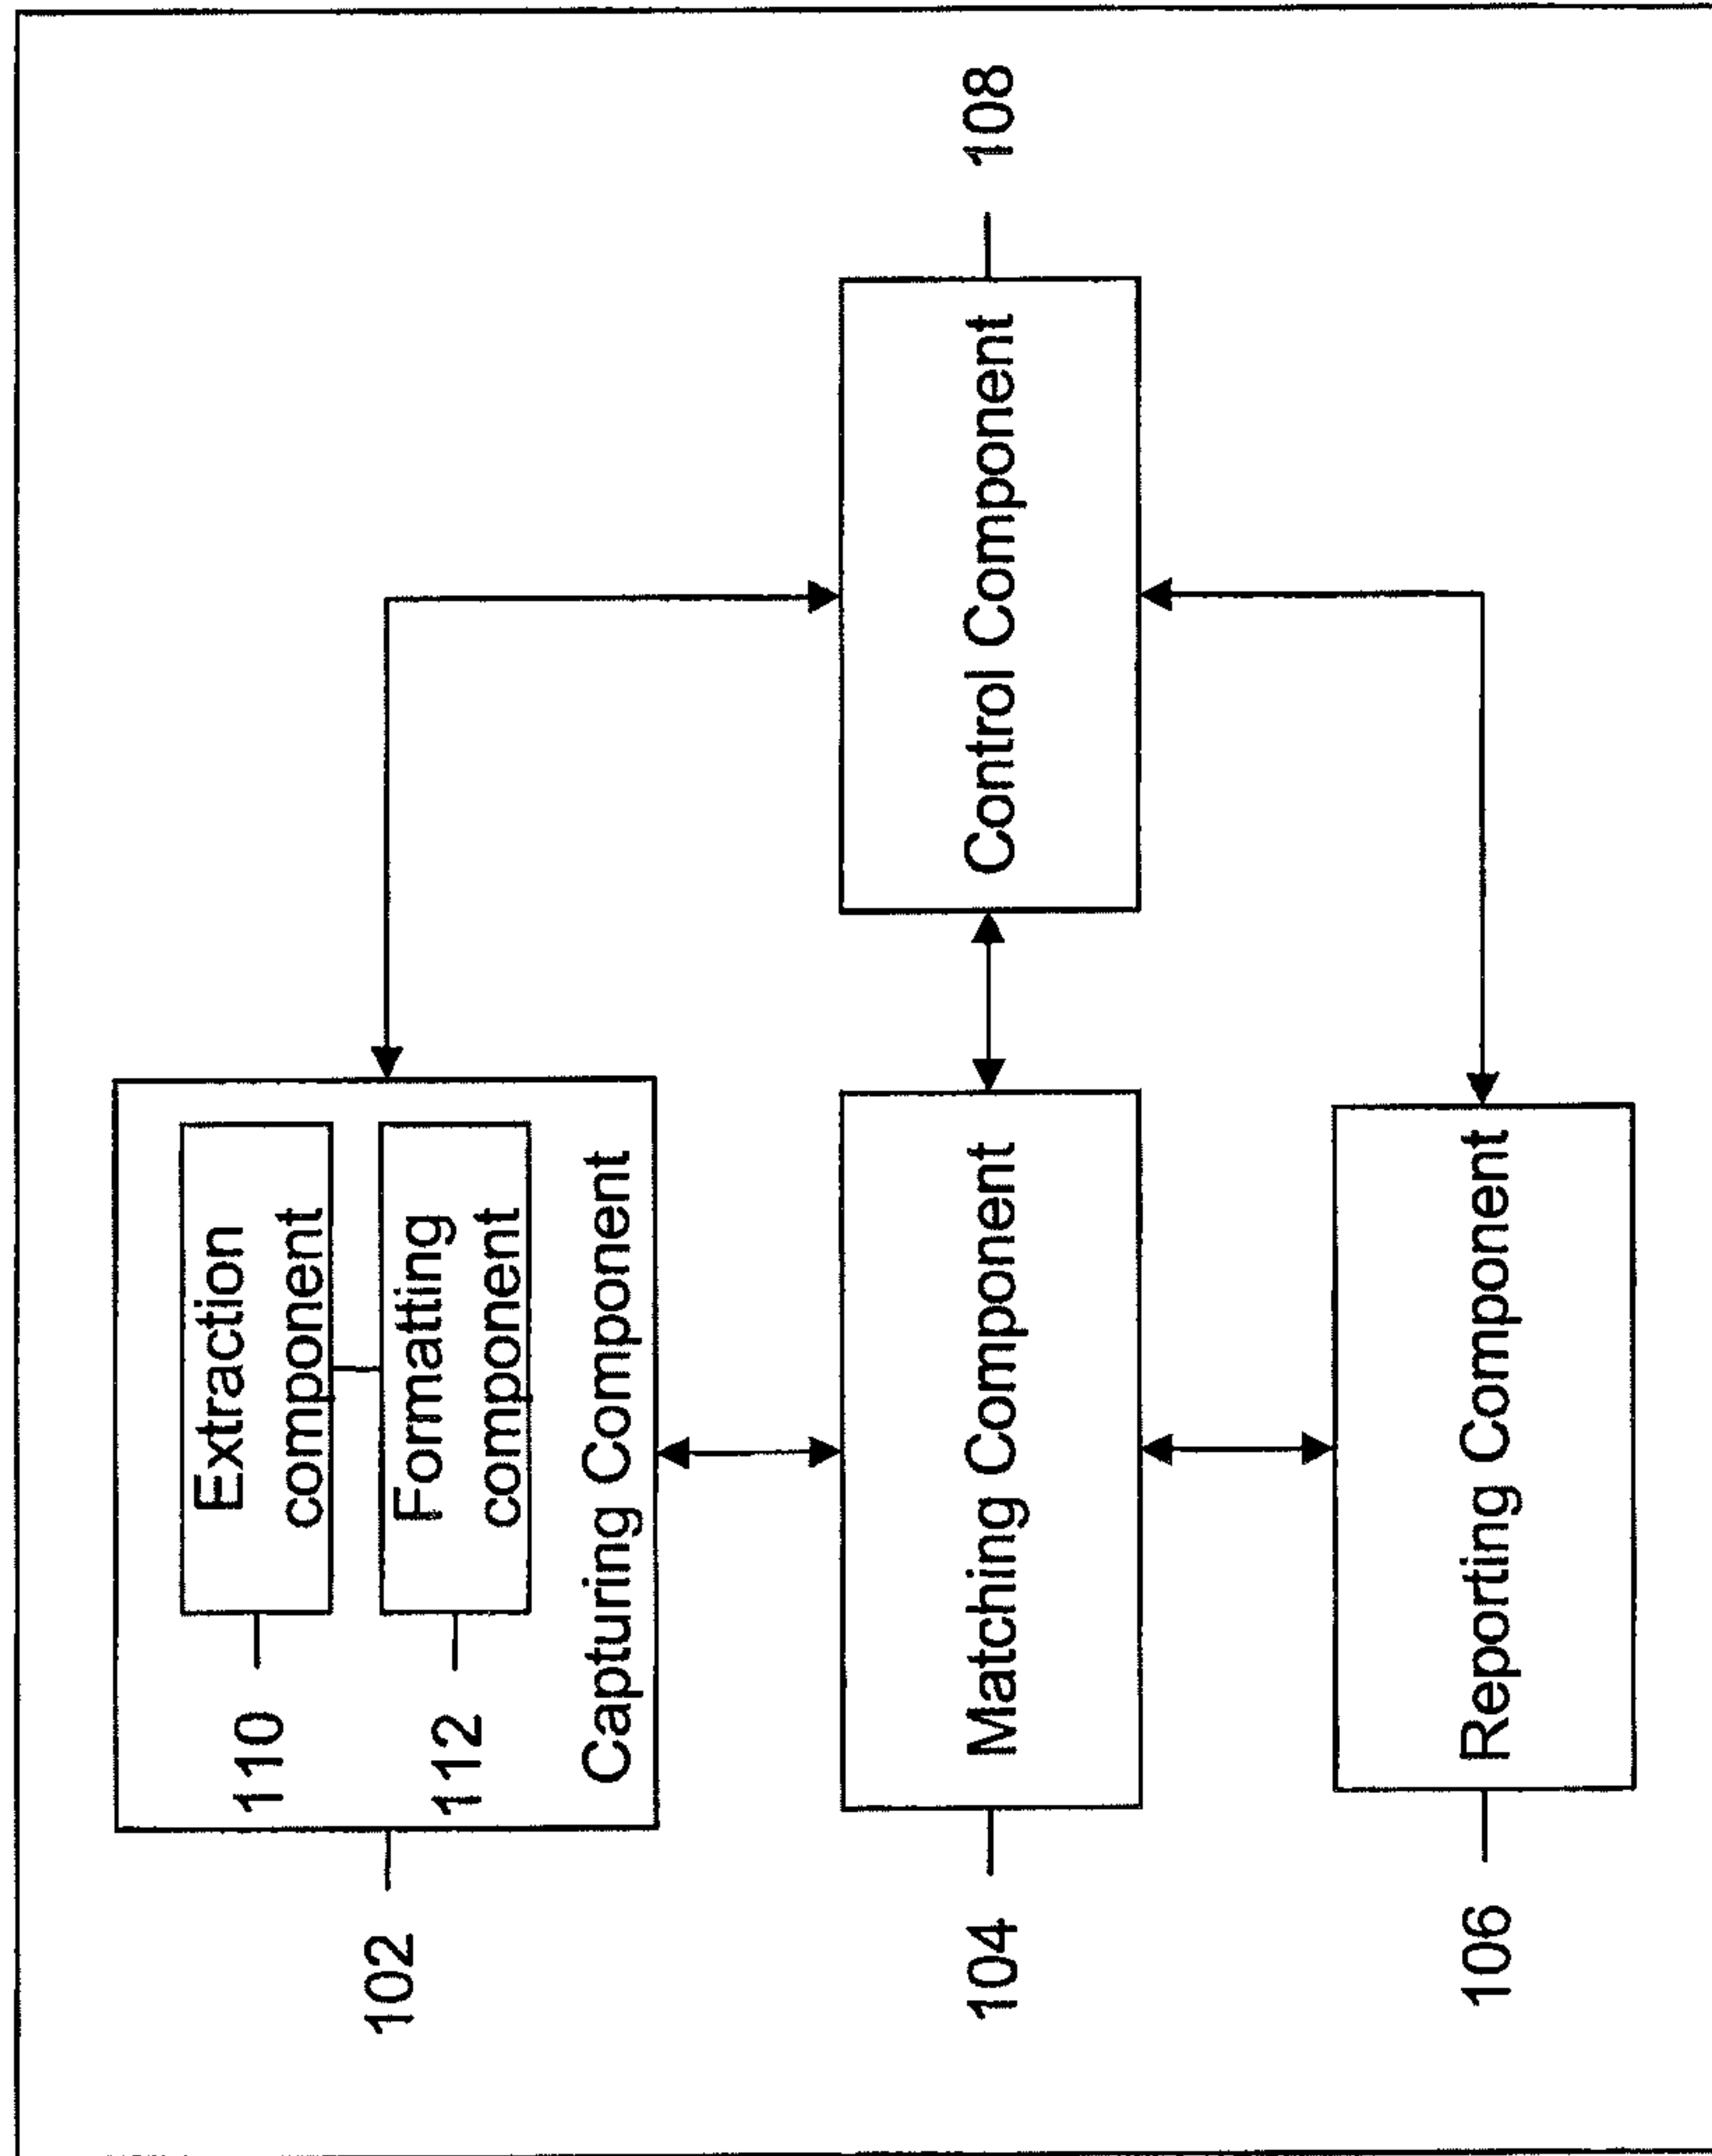 Extraction
110
component
102
Formatting
112
component
Capturing Component
104
Matching Component
Control Component
108
106
Reporting Component